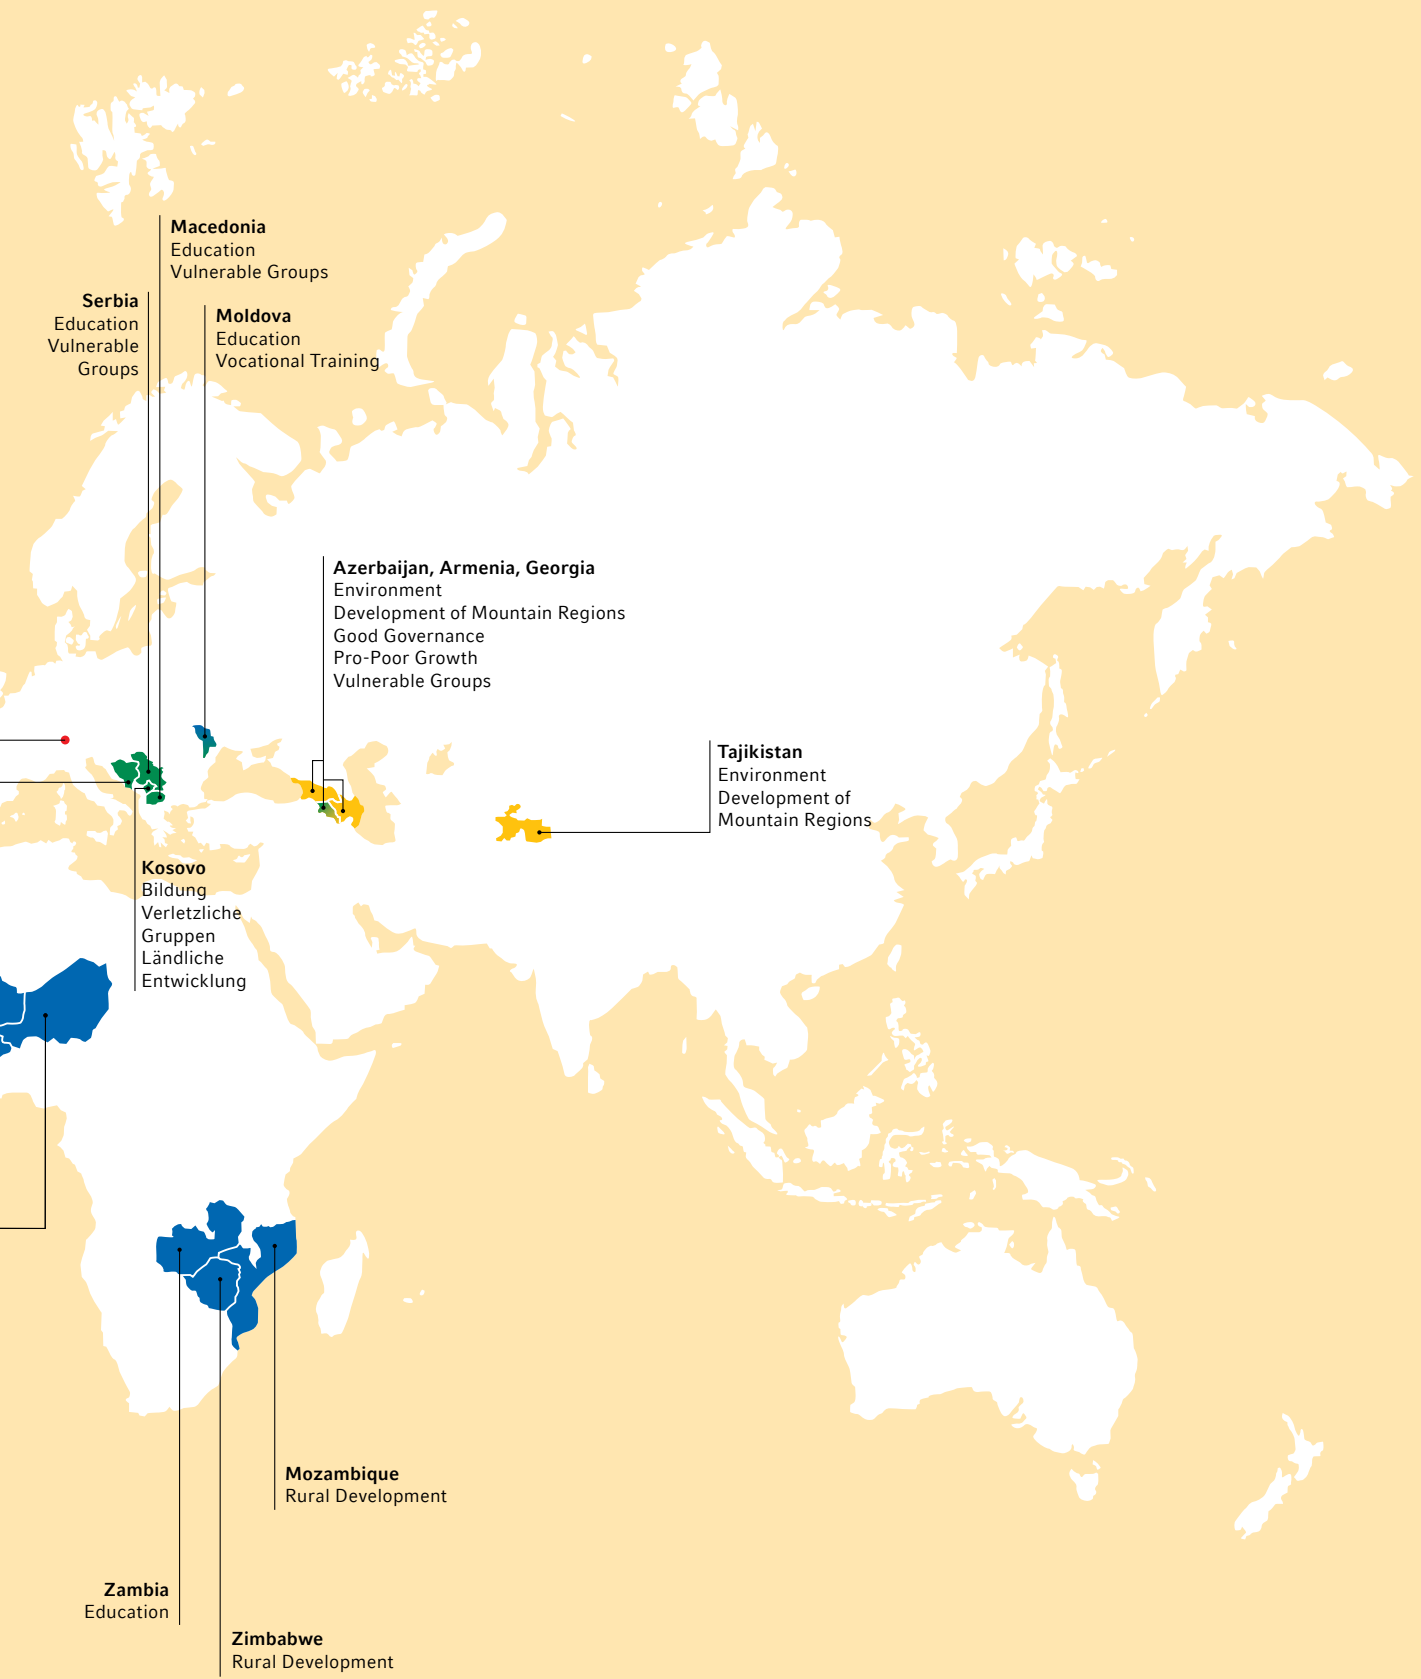 Macedonia
Education
Vulnerable Groups
Serbia
Education
Vulnerable
Groups
Moldova
Education
Vocational Training
Azerbaijan, Armenia, Georgia
Environment
Development of Mountain Regions
Good Governance
Pro-Poor Growth
Vulnerable Groups
Tajikistan
Environment
Development of
Mountain Regions
Kosovo
Bildung
Verletzliche
Gruppen
Ländliche
Entwicklung
Mozambique
Rural Development
Zambia
Education
Zimbabwe
Rural Development